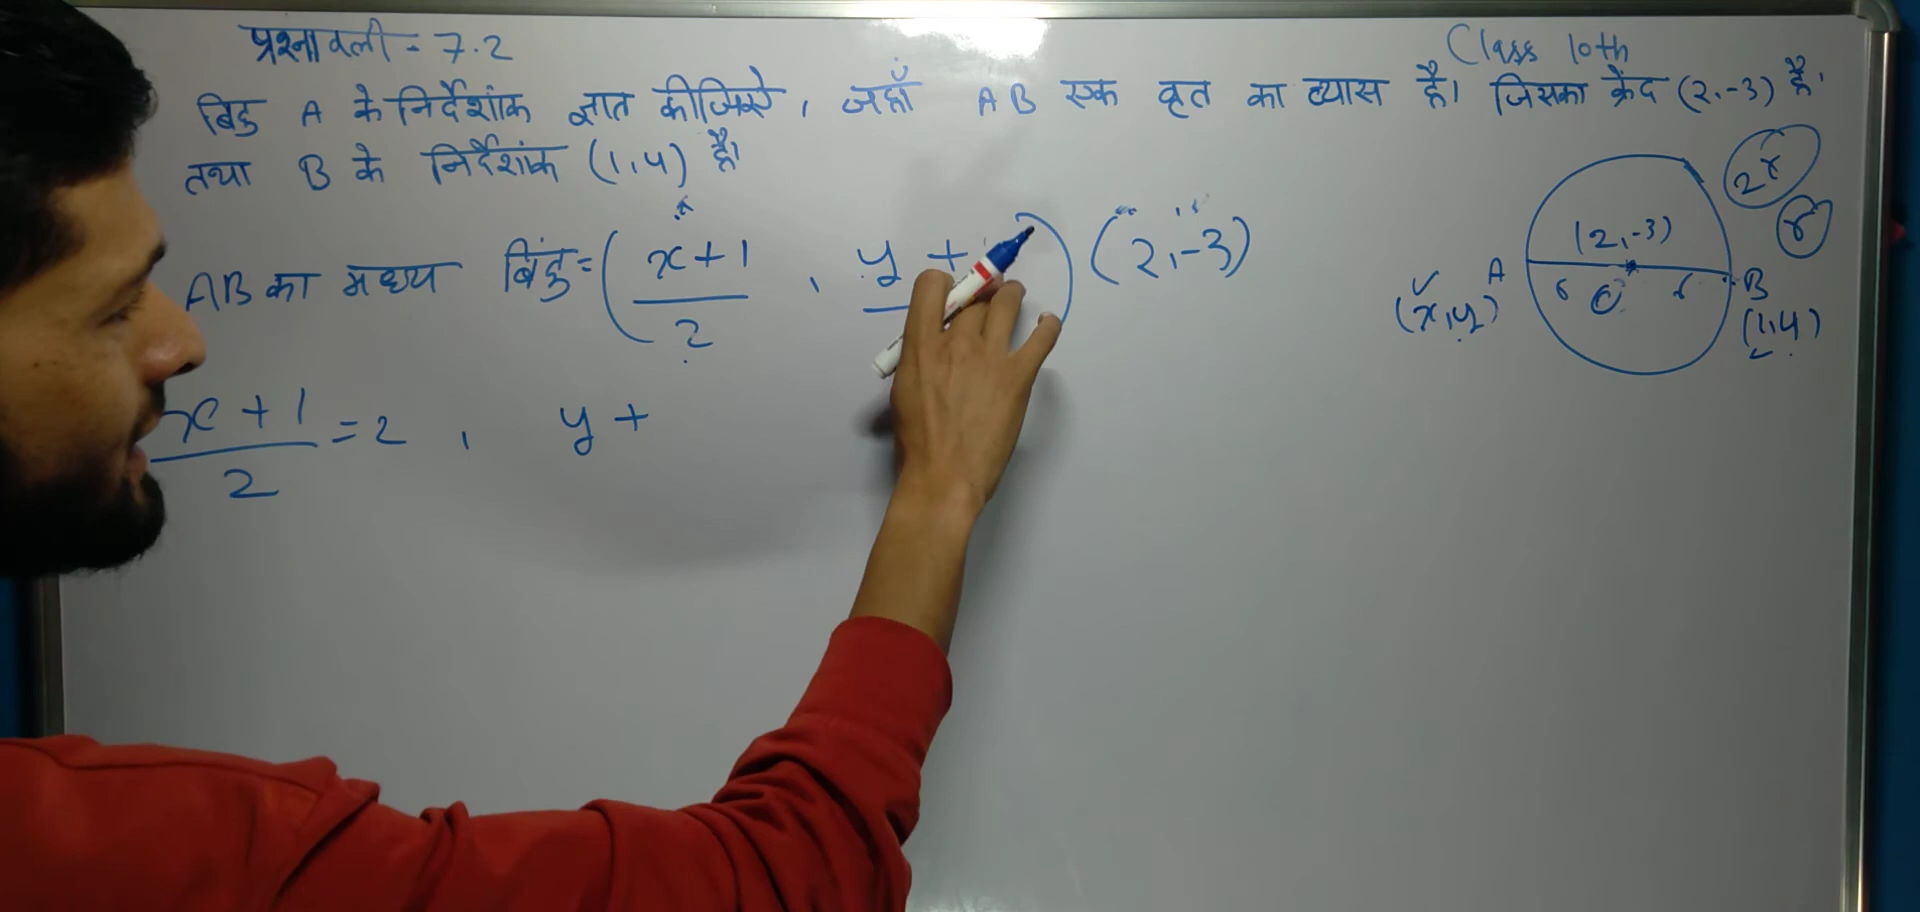 प्रश्नावली = 7.2
Class 10th
बिंदु A के निर्देशांक ज्ञात कीजिये, जहाँ AB एक वृत का व्यास है। जिसका केंद्र (2,-3) है।
तथा B के निर्देशांक (1,4) है।
AB का मध्य बिंदु = ( x+1 / 2 , y + ) (2,-3)
x + 1 / 2 = 2 , y +
2r
r
(2,-3)
A
B
(x,y)
(1,4)